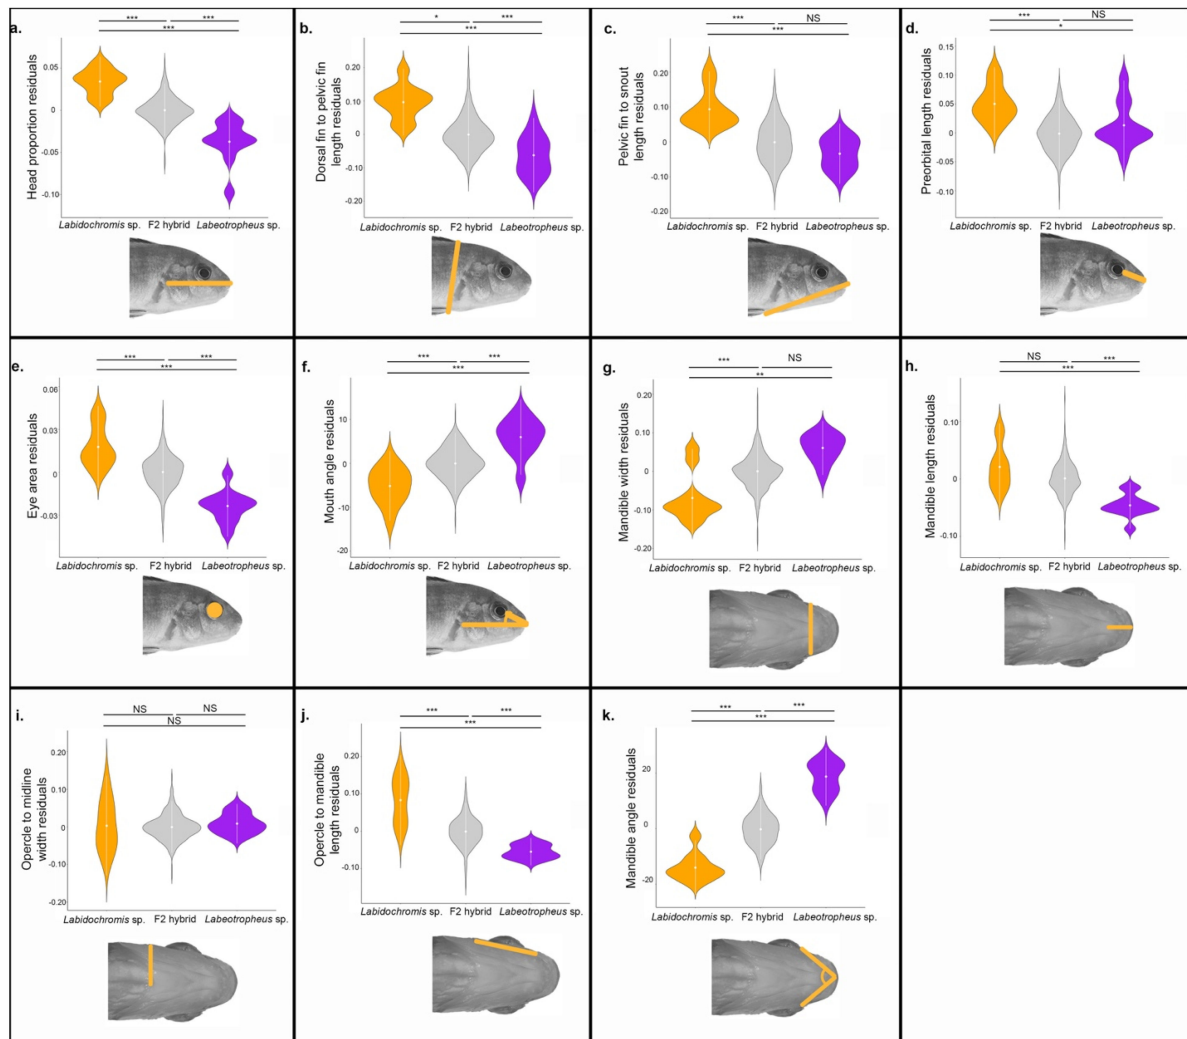 a.
*** ***
***
Head proportion residuals
0.05
0
-0.05
-0.10
Labidochromis sp. F2 hybrid Labeotropheus sp.
b.
* ***
***
Dorsal fin to pelvic fin
length residuals
0.20
0.10
0
-0.10
-0.20
Labidochromis sp. F2 hybrid Labeotropheus sp.
c.
*** NS
***
Pelvic fin to snout
length residuals
0.20
0.10
0
-0.10
-0.20
Labidochromis sp. F2 hybrid Labeotropheus sp.
d.
*** NS
*
Preorbital length residuals
0.15
0.10
0.05
0
-0.05
-0.10
Labidochromis sp. F2 hybrid Labeotropheus sp.
e.
*** ***
***
Eye area residuals
0.06
0.03
0
-0.03
Labidochromis sp. F2 hybrid Labeotropheus sp.
f.
*** ***
***
Mouth angle residuals
10
0
-10
-20
Labidochromis sp. F2 hybrid Labeotropheus sp.
g.
*** NS
**
Mandible width residuals
0.20
0.10
0
-0.10
-0.20
Labidochromis sp. F2 hybrid Labeotropheus sp.
h.
NS ***
***
Mandible length residuals
0.10
0
-0.10
Labidochromis sp. F2 hybrid Labeotropheus sp.
i.
NS NS
NS
Opercle to midline
width residuals
0.20
0.10
0
-0.10
-0.20
Labidochromis sp. F2 hybrid Labeotropheus sp.
j.
*** ***
***
Opercle to mandible
length residuals
0.20
0.10
0
-0.10
Labidochromis sp. F2 hybrid Labeotropheus sp.
k.
*** ***
***
Mandible angle residuals
20
0
-20
Labidochromis sp. F2 hybrid Labeotropheus sp.